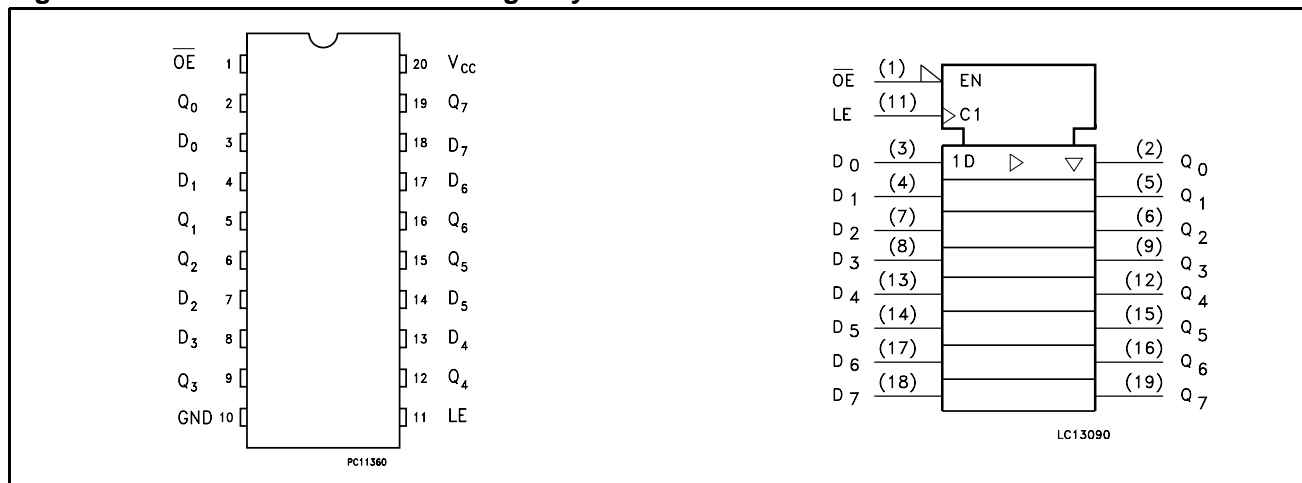 O̅E̅ 1 20 VCC
Q0 2 19 Q7
D0 3 18 D7
D1 4 17 D6
Q1 5 16 Q6
Q2 6 15 Q5
D2 7 14 D5
D3 8 13 D4
Q3 9 12 Q4
GND 10 11 LE
PC11360
O̅E̅ (1) EN
LE (11) C1
D0 (3) 1D (2) Q0
D1 (4) (5) Q1
D2 (7) (6) Q2
D3 (8) (9) Q3
D4 (13) (12) Q4
D5 (14) (15) Q5
D6 (17) (16) Q6
D7 (18) (19) Q7
LC13090